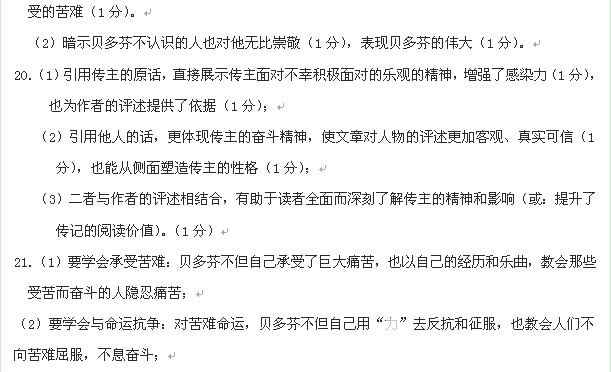 受的苦难（1分）。
（2）暗示贝多芬不认识的人也对他无比崇敬（1分），表现贝多芬的伟大（1分）。
20.（1）引用传主的原话，直接展示传主面对不幸积极面对的乐观的精神，增强了感染力（1分），
也为作者的评述提供了依据（1分）；
（2）引用他人的话，更体现传主的奋斗精神，使文章对人物的评述更加客观、真实可信（1
分），也能从侧面塑造传主的性格（1分）；
（3）二者与作者的评述相结合，有助于读者全面而深刻了解传主的精神和影响（或：提升了
传记的阅读价值）。（1分）
21.（1）要学会承受苦难：贝多芬不但自己承受了巨大痛苦，也以自己的经历和乐曲，教会那些
受苦而奋斗的人隐忍痛苦；
（2）要学会与命运抗争：对苦难命运，贝多芬不但自己用“力”去反抗和征服，也教会人们不
向苦难屈服，不息奋斗；